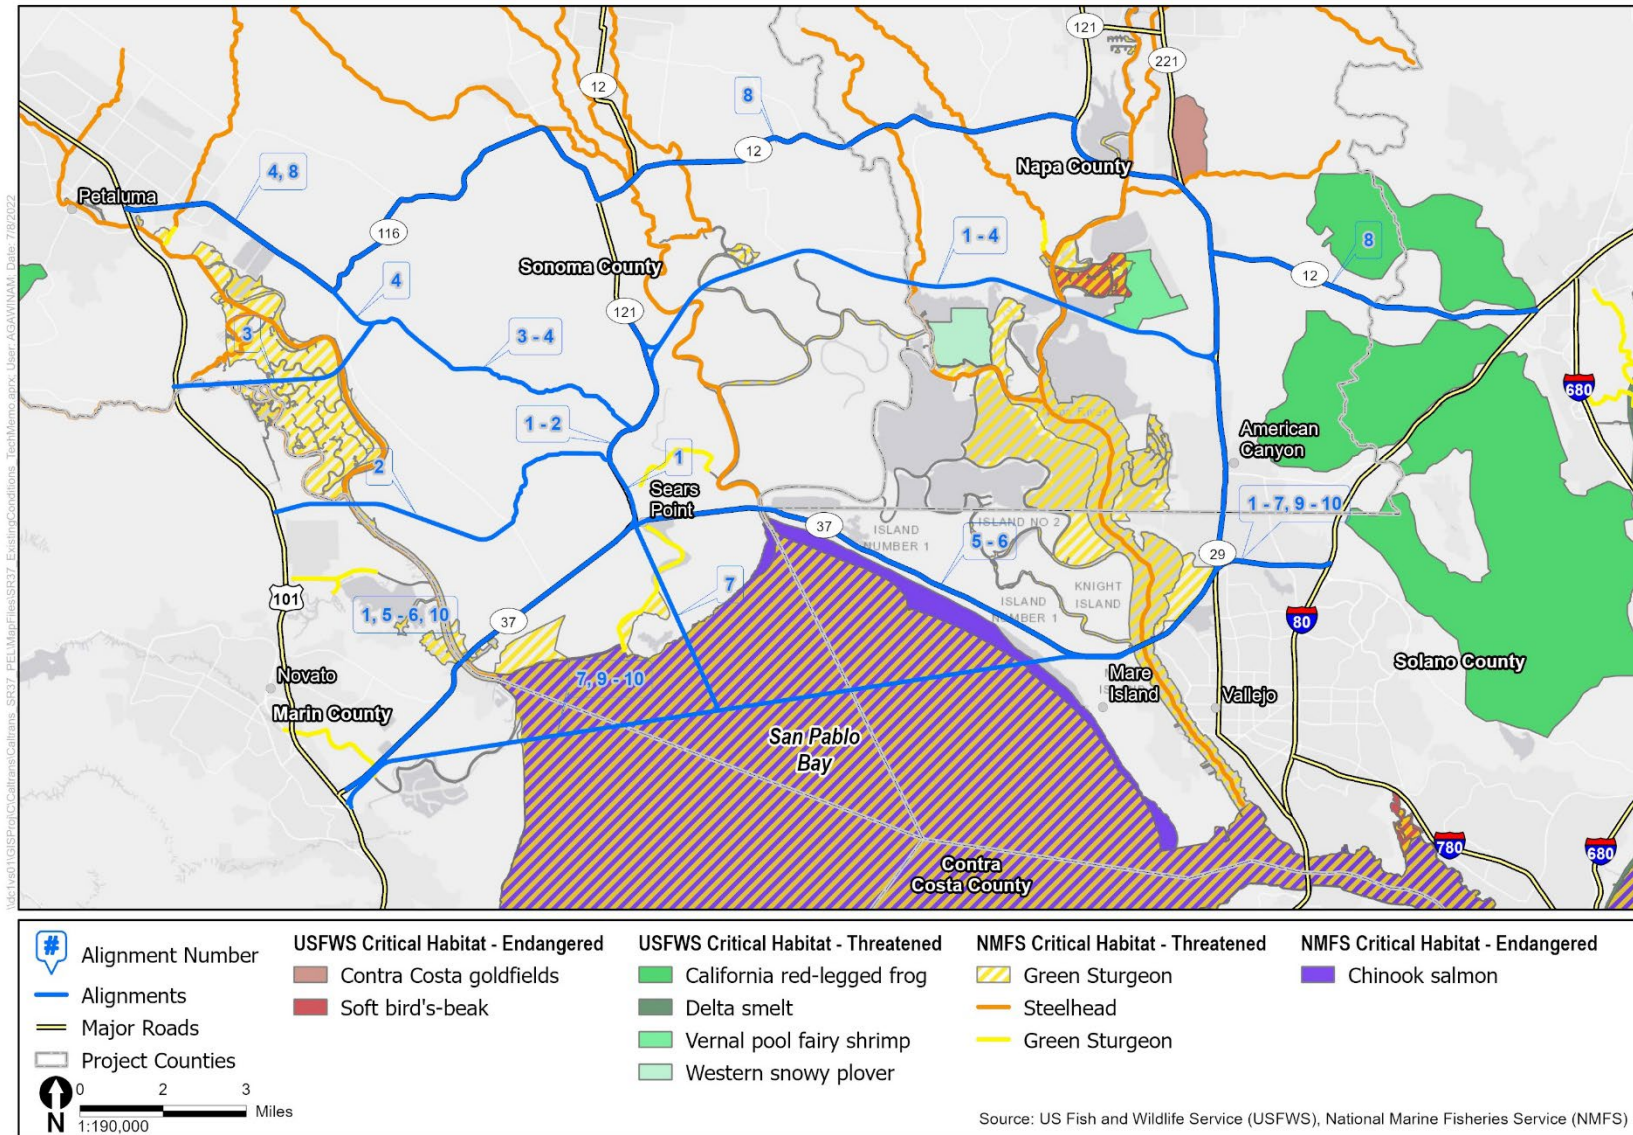 121
221
12
8
12
Napa County
4, 8
Petaluma
116
1 - 4
8
Sonoma County
12
4
121
3
3 - 4
680
1 - 2
American
Canyon
2
1
Sears
Point
1 - 7, 9 - 10
37
ISLAND
NUMBER 1
ISLAND NO 2
5 - 6
29
101
7
KNIGHT
ISLAND
ISLAND
NUMBER 1
1, 5 - 6, 10
37
80
Solano County
Novato
7, 9 - 10
Mare
Island
Vallejo
Marin County
San Pablo
Bay
Contra
Costa County
780
680
#
Alignment Number
Alignments
Major Roads
Project Counties
USFWS Critical Habitat - Endangered
Contra Costa goldfields
Soft bird's-beak
USFWS Critical Habitat - Threatened
California red-legged frog
Delta smelt
Vernal pool fairy shrimp
Western snowy plover
NMFS Critical Habitat - Threatened
Green Sturgeon
Steelhead
Green Sturgeon
NMFS Critical Habitat - Endangered
Chinook salmon
N
0 2 3
Miles
1:190,000
Source: US Fish and Wildlife Service (USFWS), National Marine Fisheries Service (NMFS)